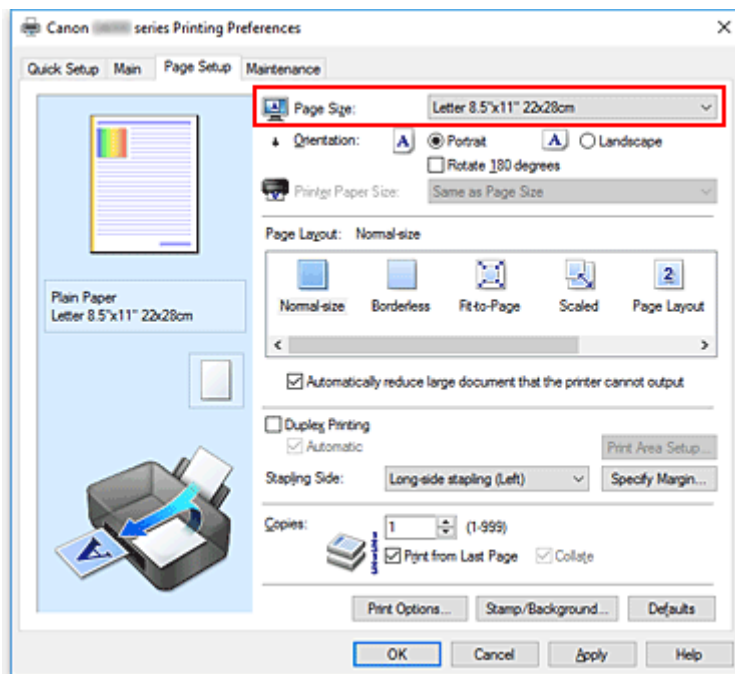 Canon series Printing Preferences
Quick Setup Main Page Setup Maintenance
Page Size: Letter 8.5"x11" 22x28cm
Orientation: A Portrait A Landscape
Rotate 180 degrees
Printer Paper Size: Same as Page Size
Page Layout: Normal-size
2
Normal-size Borderless Fit-to-Page Scaled Page Layout
Plain Paper
Letter 8.5"x11" 22x28cm
Automatically reduce large document that the printer cannot output
Duplex Printing
Automatic
Print Area Setup...
Stapling Side: Long-side stapling (Left) Specify Margin...
Copies: 1 (1-999)
Print from Last Page Collate
A
Print Options... Stamp/Background... Defaults
OK Cancel Apply Help